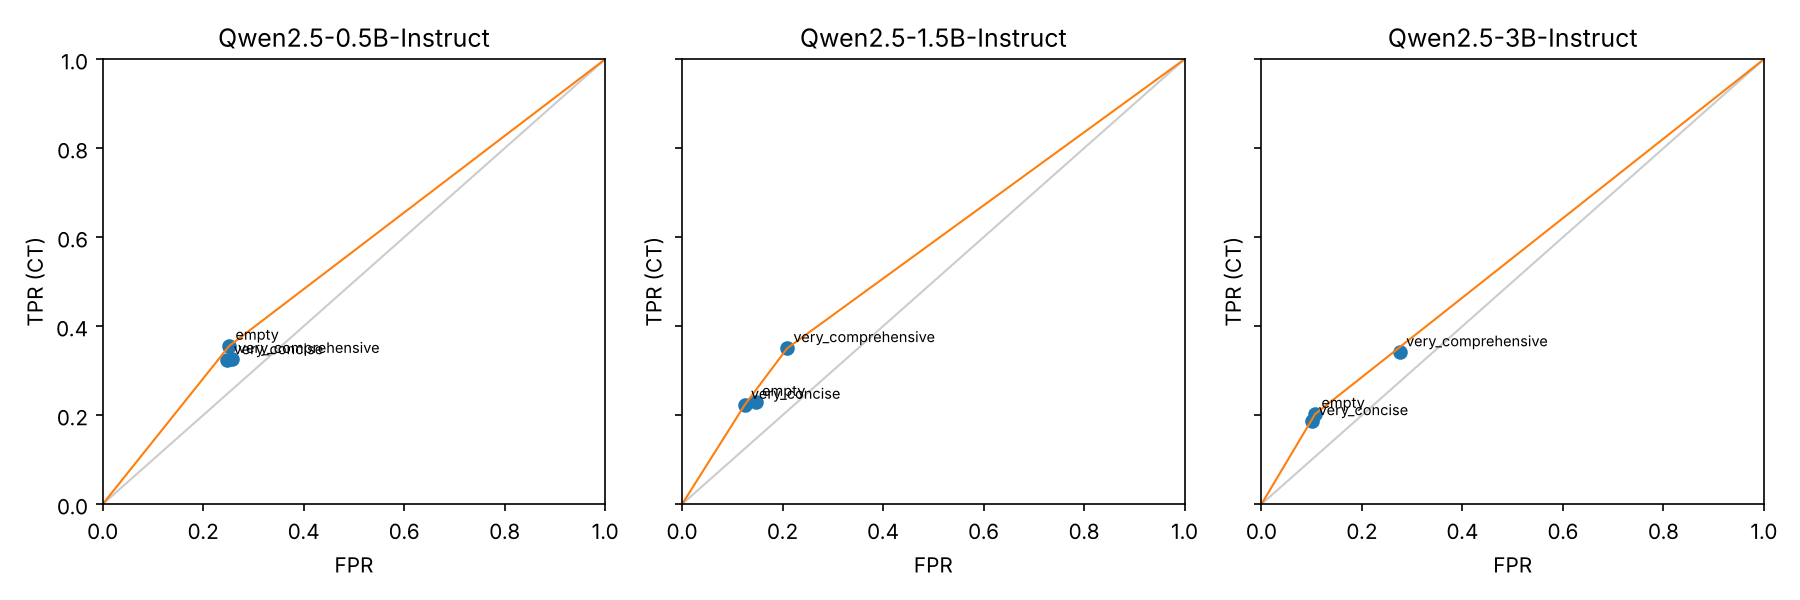 Qwen2.5-0.5B-Instruct
TPR (CT)
1.0
0.8
0.6
0.4
0.2
0.0
empty
very_comprehensive
very_concise
0.0 0.2 0.4 0.6 0.8 1.0
FPR
Qwen2.5-1.5B-Instruct
TPR (CT)
very_comprehensive
empty
very_concise
0.0 0.2 0.4 0.6 0.8 1.0
FPR
Qwen2.5-3B-Instruct
TPR (CT)
very_comprehensive
empty
very_concise
0.0 0.2 0.4 0.6 0.8 1.0
FPR